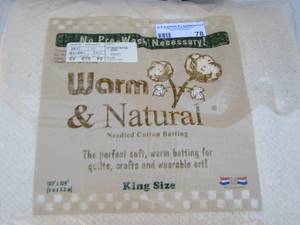 No Pre-Wash Necessary!
78
Warm
& Natural®
Needled Cotton Batting
The perfect soft, warm batting for
quilts, crafts and wearable art!
King Size